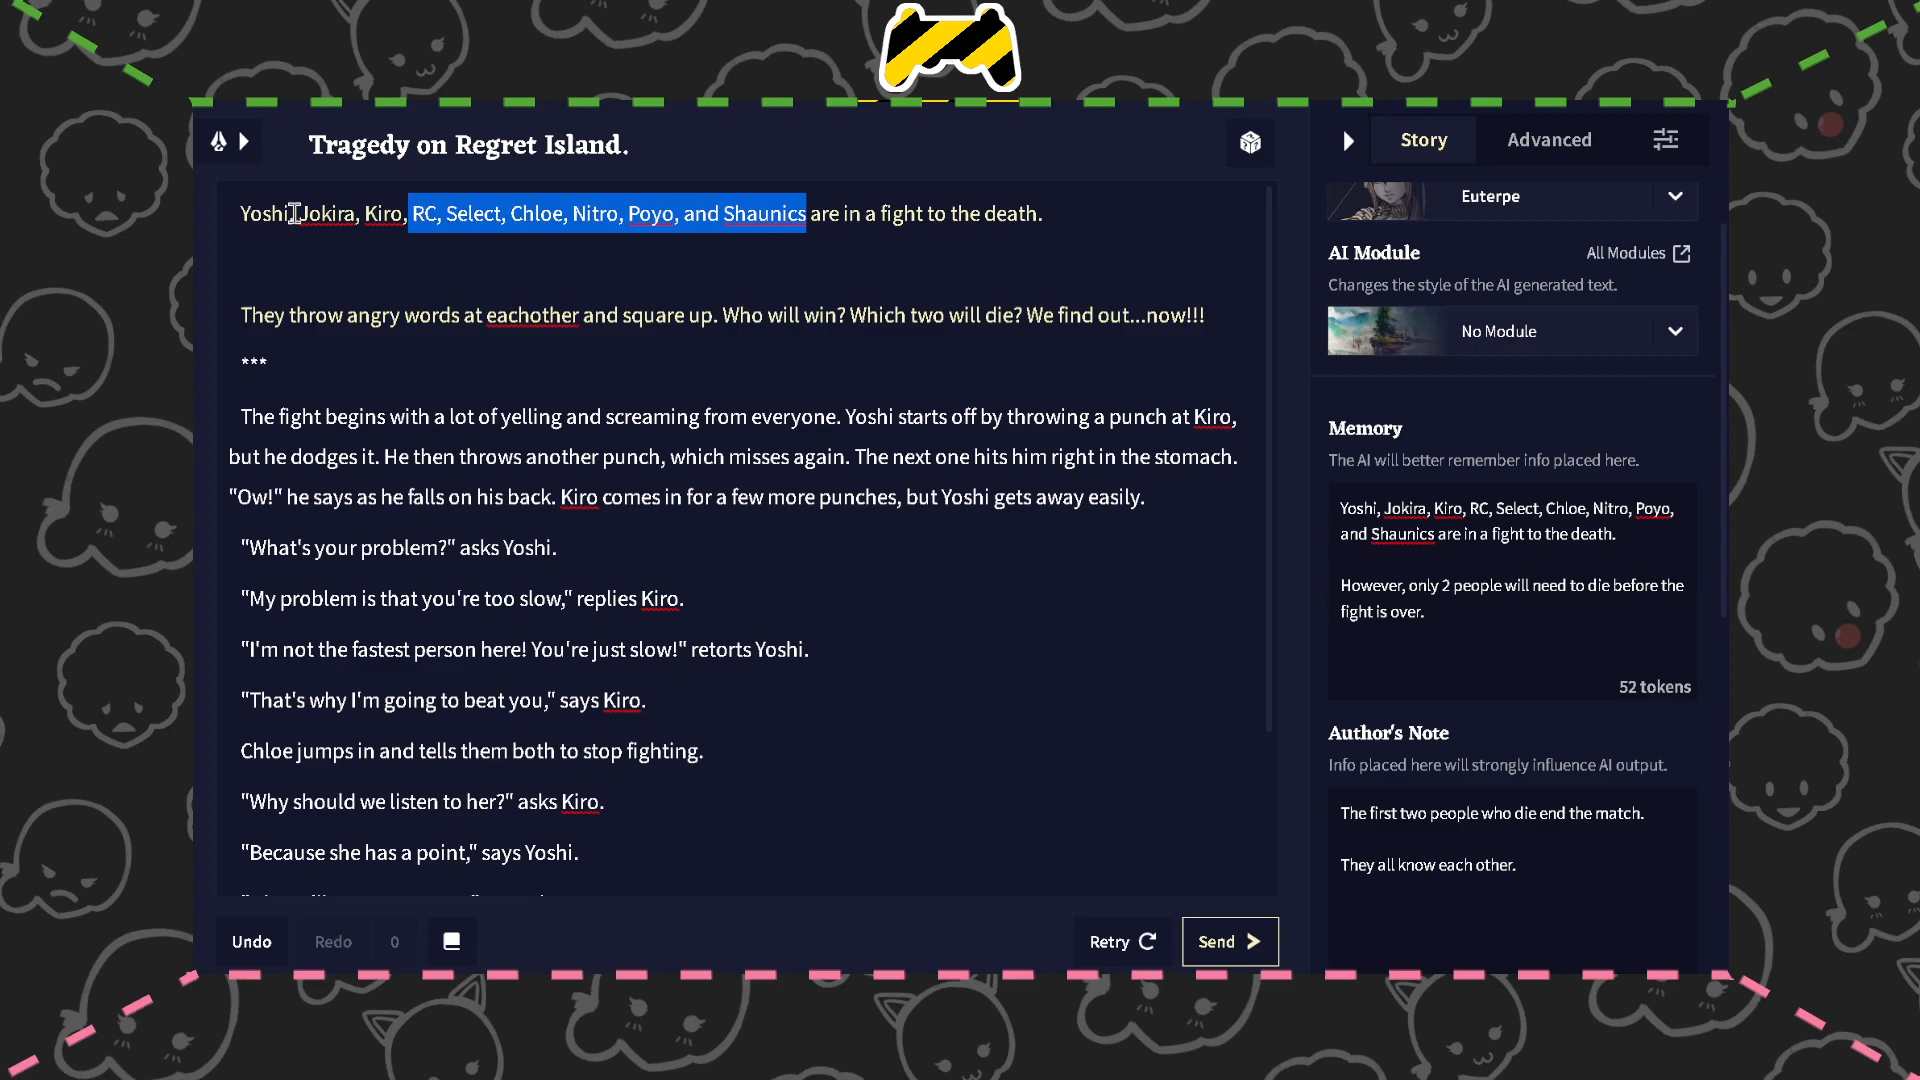 Tragedy on Regret Island.
Yoshi, Jokira, Kiro, RC, Select, Chloe, Nitro, Poyo, and Shaunics are in a fight to the death.
They throw angry words at eachother and square up. Who will win? Which two will die? We find out...now!!!
***
The fight begins with a lot of yelling and screaming from everyone. Yoshi starts off by throwing a punch at Kiro,
but he dodges it. He then throws another punch, which misses again. The next one hits him right in the stomach.
"Ow!" he says as he falls on his back. Kiro comes in for a few more punches, but Yoshi gets away easily.
"What's your problem?" asks Yoshi.
"My problem is that you're too slow," replies Kiro.
"I'm not the fastest person here! You're just slow!" retorts Yoshi.
"That's why I'm going to beat you," says Kiro.
Chloe jumps in and tells them both to stop fighting.
"Why should we listen to her?" asks Kiro.
"Because she has a point," says Yoshi.
Undo
Redo
0
Retry
Send
Story
Advanced
Euterpe
AI Module
All Modules
Changes the style of the AI generated text.
No Module
Memory
The AI will better remember info placed here.
Yoshi, Jokira, Kiro, RC, Select, Chloe, Nitro, Poyo,
and Shaunics are in a fight to the death.
However, only 2 people will need to die before the
fight is over.
52 tokens
Author's Note
Info placed here will strongly influence AI output.
The first two people who die end the match.
They all know each other.